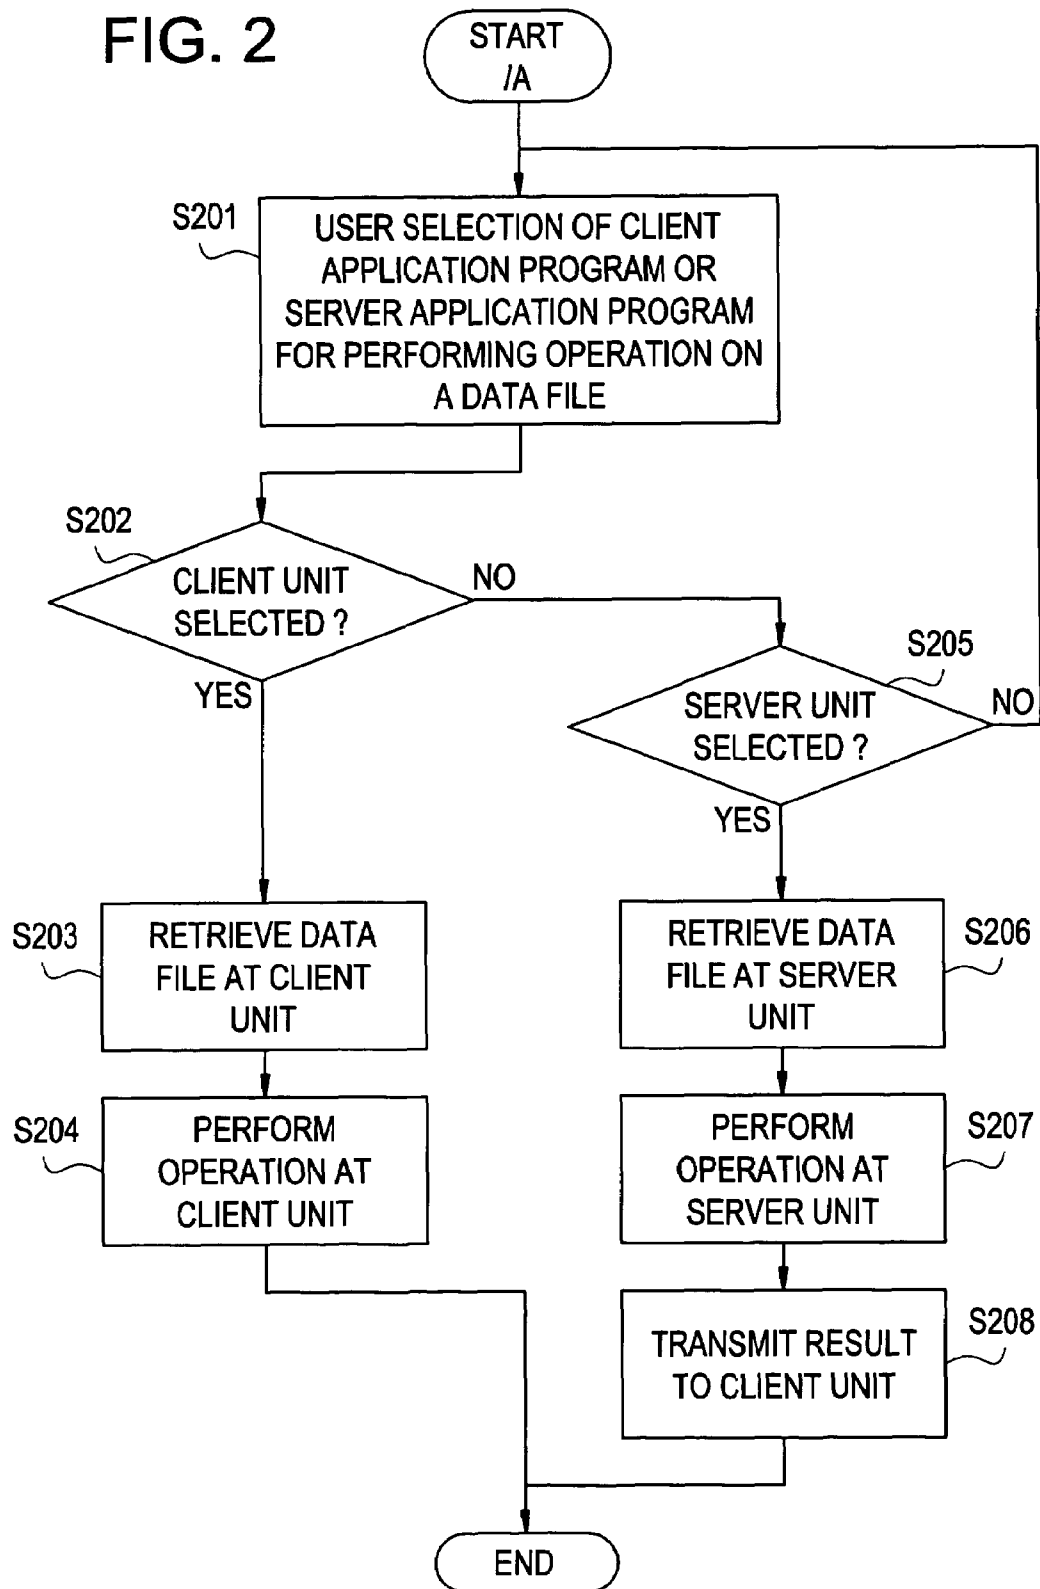 FIG. 2
START
/A
S201
USER SELECTION OF CLIENT
APPLICATION PROGRAM OR
SERVER APPLICATION PROGRAM
FOR PERFORMING OPERATION ON
A DATA FILE
S202
CLIENT UNIT
SELECTED ?
NO
YES
S205
SERVER UNIT
SELECTED ?
NO
YES
S203
RETRIEVE DATA
FILE AT CLIENT
UNIT
S206
RETRIEVE DATA
FILE AT SERVER
UNIT
S204
PERFORM
OPERATION AT
CLIENT UNIT
S207
PERFORM
OPERATION AT
SERVER UNIT
S208
TRANSMIT RESULT
TO CLIENT UNIT
END